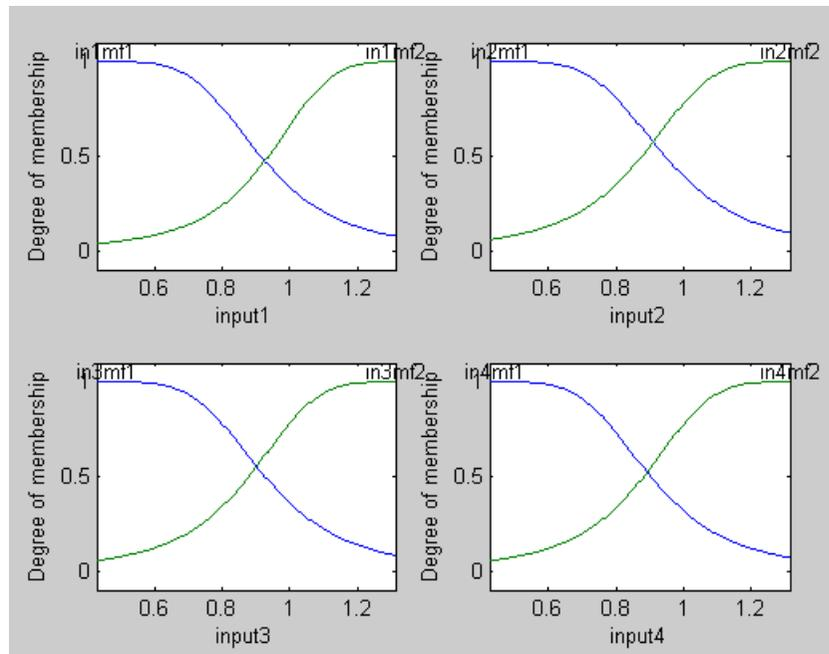 in1mf1 in1mf2
Degree of membership
1
0.5
0
0.6 0.8 1 1.2
input1
in2mf1 in2mf2
Degree of membership
1
0.5
0
0.6 0.8 1 1.2
input2
in3mf1 in3mf2
Degree of membership
1
0.5
0
0.6 0.8 1 1.2
input3
in4mf1 in4mf2
Degree of membership
1
0.5
0
0.6 0.8 1 1.2
input4